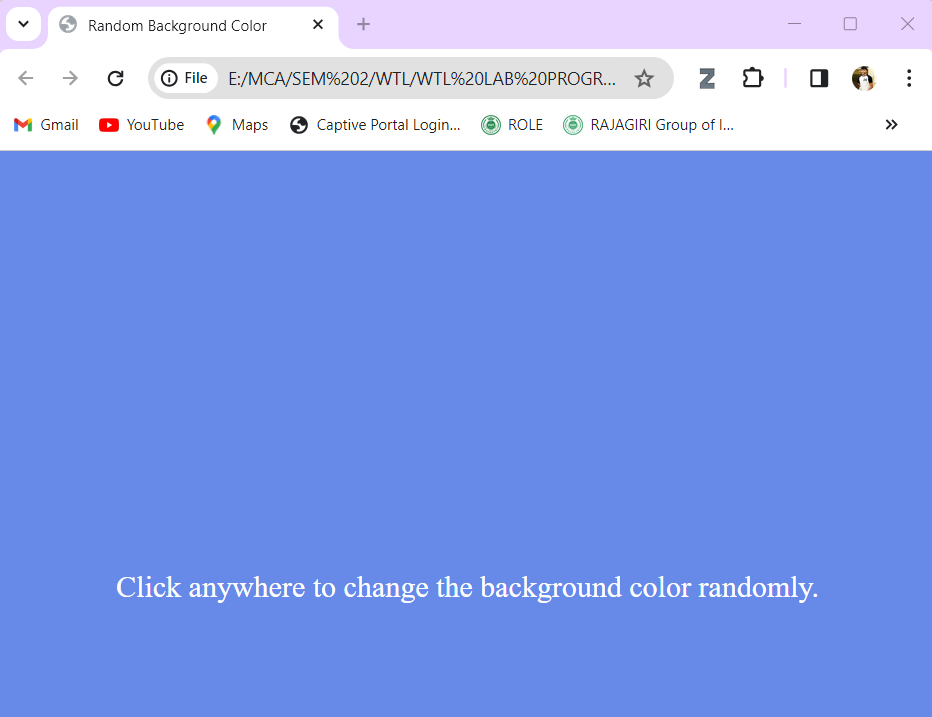 Random Background Color
File E:/MCA/SEM%202/WTL/WTL%20LAB%20PROGR...
Gmail YouTube Maps Captive Portal Login... ROLE RAJAGIRI Group of I...
Click anywhere to change the background color randomly.